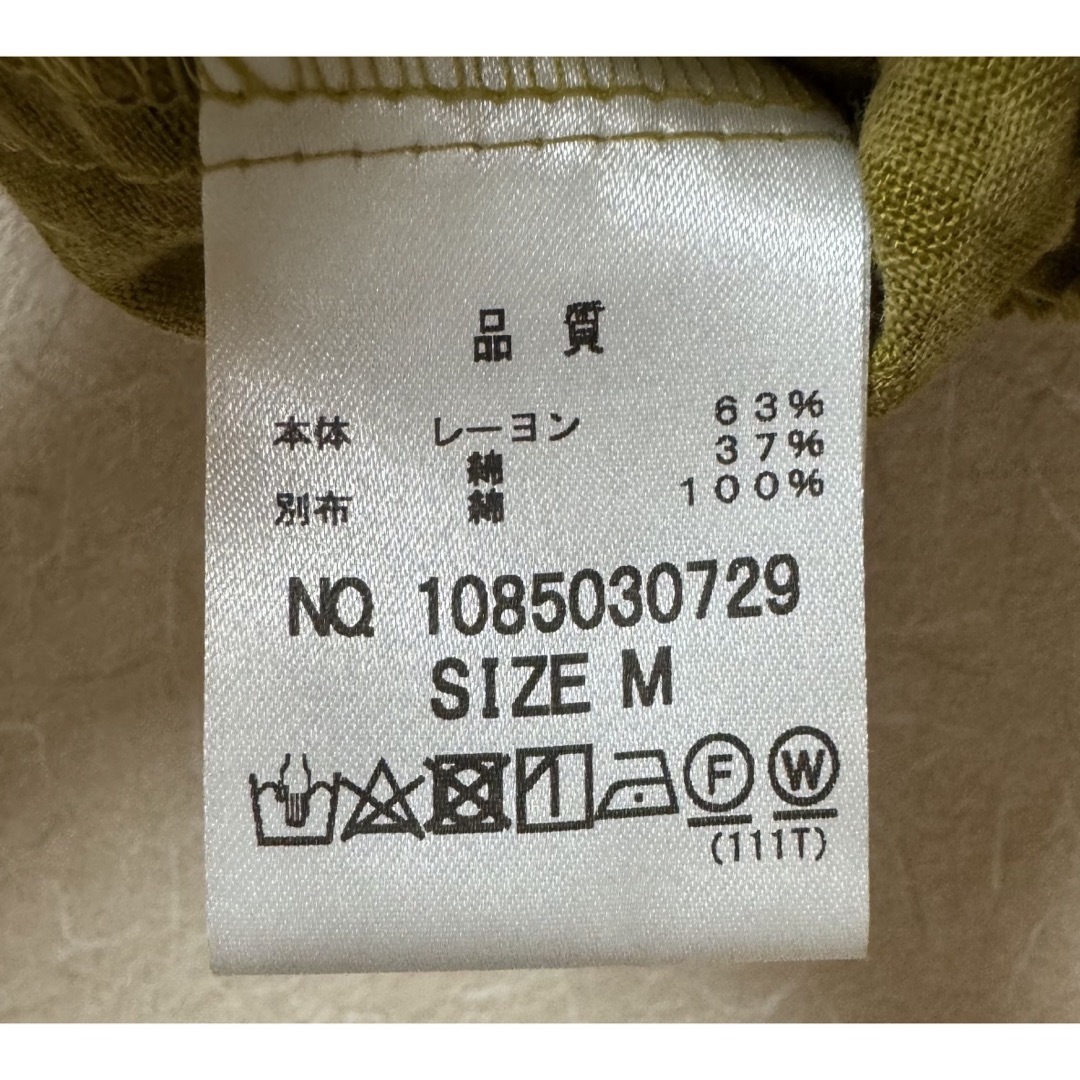 品 質
本体 レーヨン 63%
綿 37%
別布 綿 100%
NO 1085030729
SIZE M
F W
(111T)